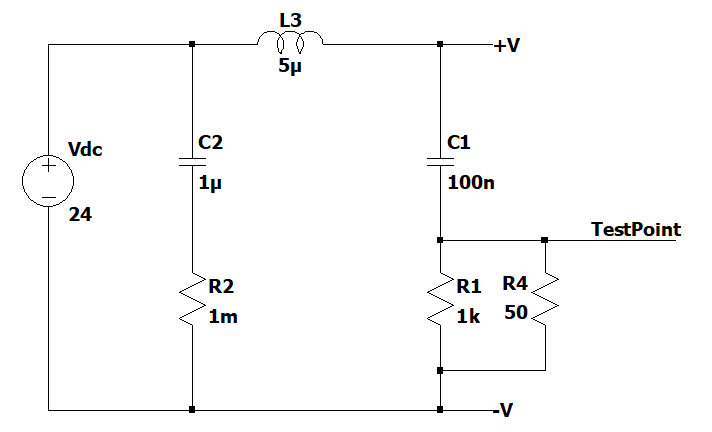 L3
5µ
+V
Vdc
24
C2
1µ
C1
100n
TestPoint
R2
1m
R1
1k
R4
50
-V